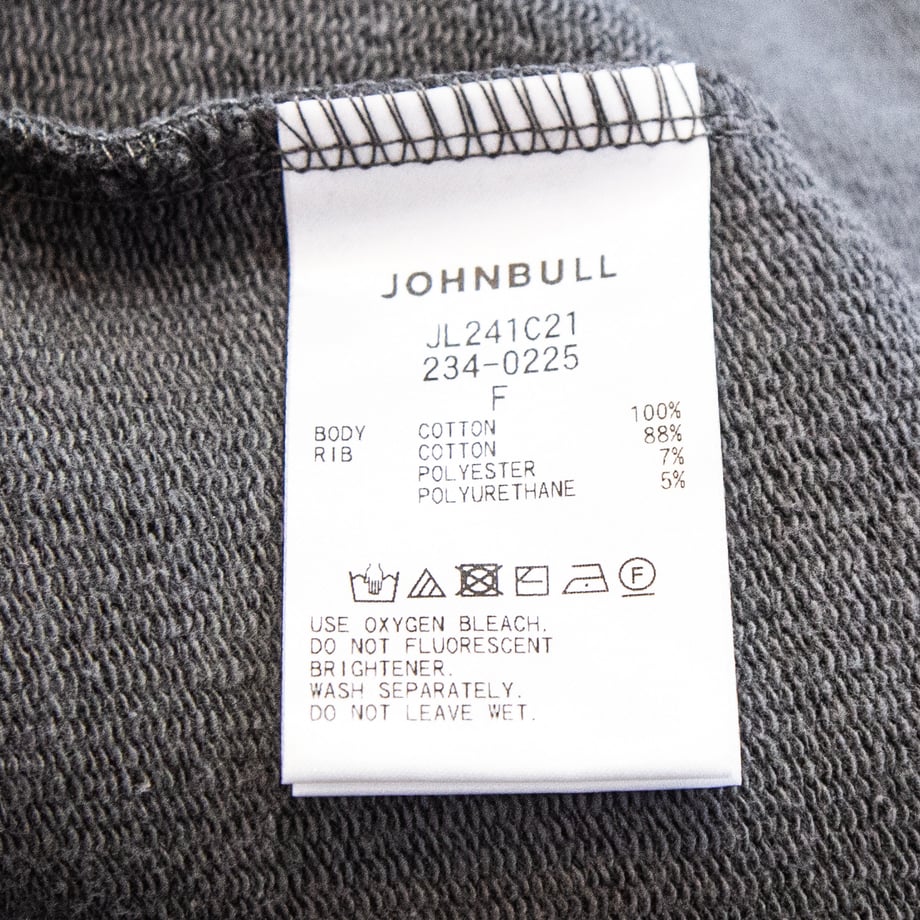 JOHNBULL
JL241C21
234-0225
F
BODY COTTON 100%
RIB COTTON 88%
POLYESTER 7%
POLYURETHANE 5%
F
USE OXYGEN BLEACH.
DO NOT FLUORESCENT
BRIGHTENER.
WASH SEPARATELY.
DO NOT LEAVE WET.